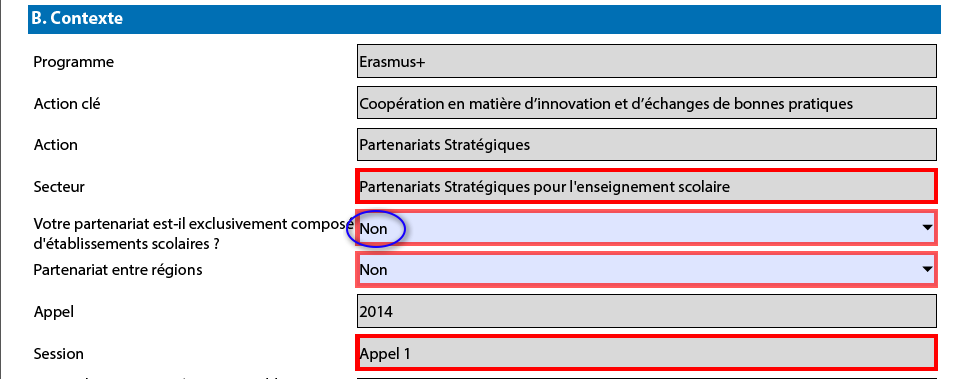 B. Contexte
Programme Erasmus+
Action clé Coopération en matière d’innovation et d’échanges de bonnes pratiques
Action Partenariats Stratégiques
Secteur Partenariats Stratégiques pour l'enseignement scolaire
Votre partenariat est-il exclusivement composé
d'établissements scolaires ? Non
Partenariat entre régions Non
Appel 2014
Session Appel 1